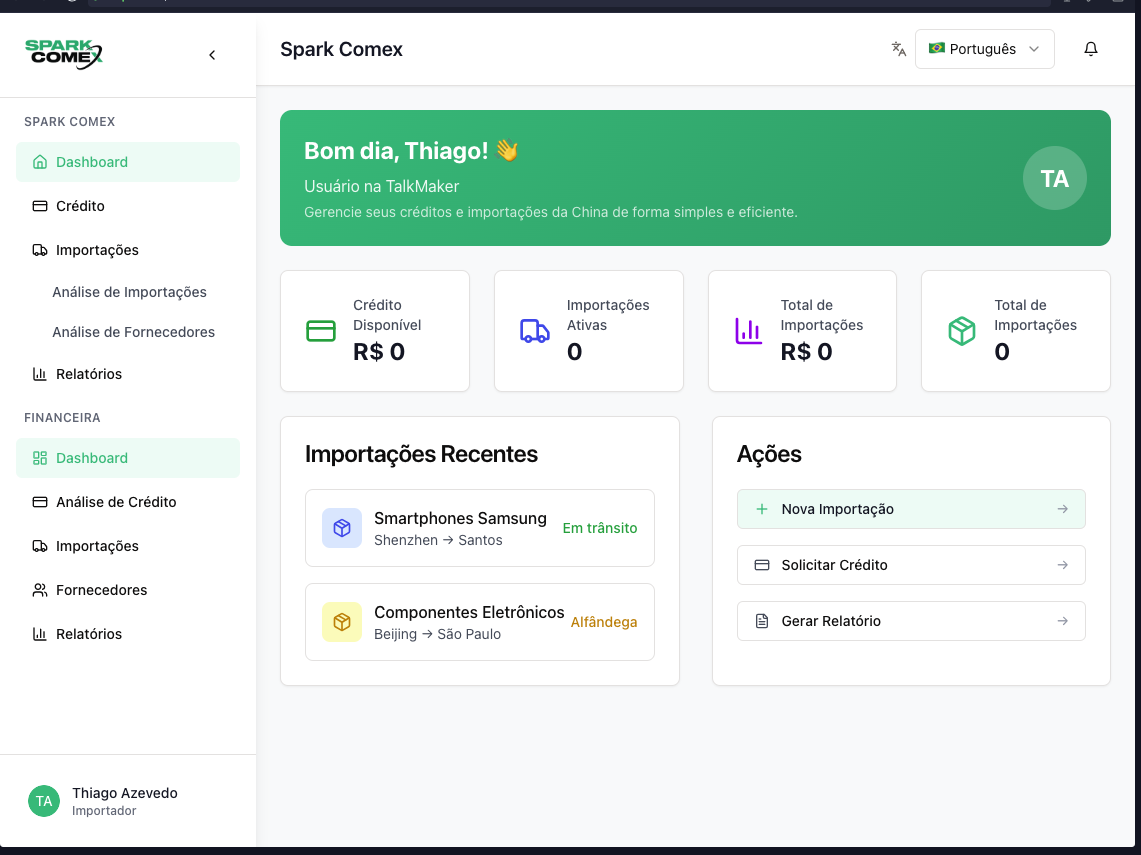 SPARK
COMEX
SPARK COMEX
Dashboard
Crédito
Importações
Análise de Importações
Análise de Fornecedores
Relatórios
FINANCEIRA
Dashboard
Análise de Crédito
Importações
Fornecedores
Relatórios
TA
Thiago Azevedo
Importador
Spark Comex
Português
Bom dia, Thiago! 👋
Usuário na TalkMaker
Gerencie seus créditos e importações da China de forma simples e eficiente.
TA
Crédito
Disponível
R$ 0
Importações
Ativas
0
Total de
Importações
R$ 0
Total de
Importações
0
Importações Recentes
Smartphones Samsung
Shenzhen → Santos
Em trânsito
Componentes Eletrônicos
Beijing → São Paulo
Alfândega
Ações
Nova Importação
Solicitar Crédito
Gerar Relatório